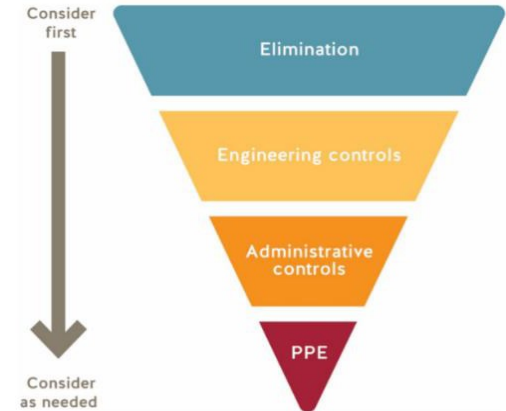 Consider
first
Elimination
Engineering controls
Administrative
controls
PPE
Consider
as needed